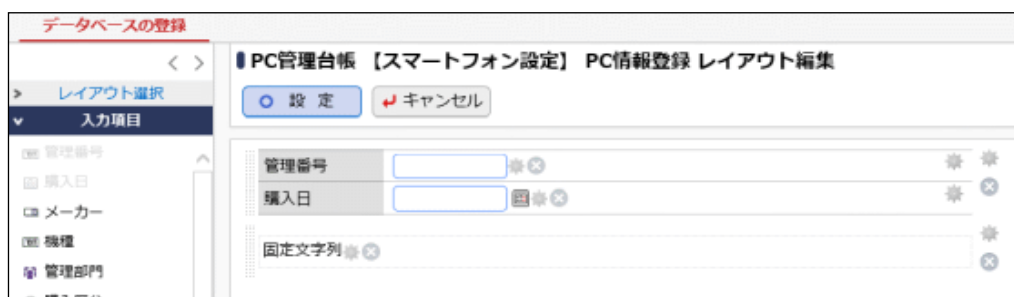 データベースの登録
PC管理台帳 【スマートフォン設定】 PC情報登録 レイアウト編集
設 定
キャンセル
レイアウト選択
入力項目
管理番号
購入日
メーカー
機種
管理部門
管理番号
購入日
固定文字列